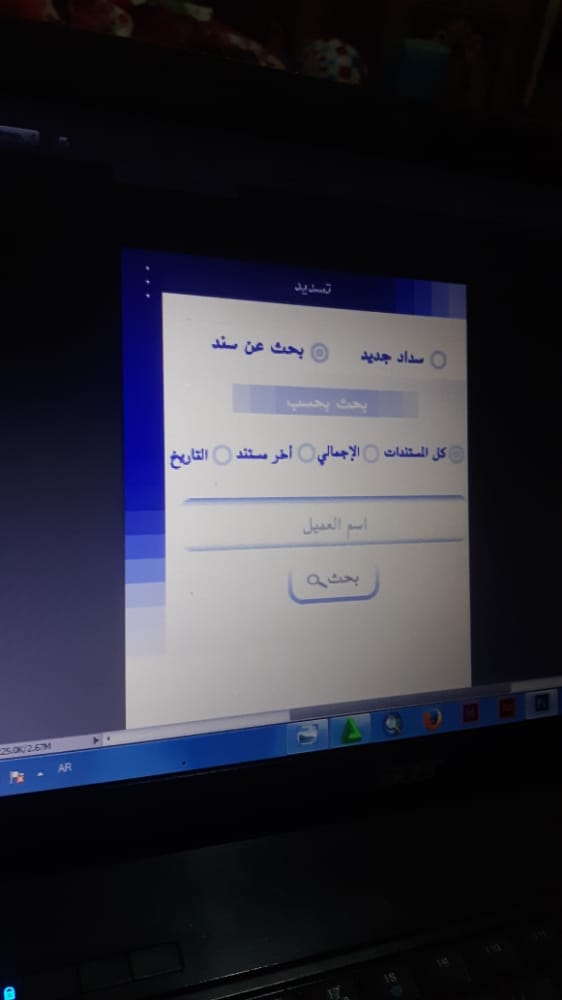 تسديد
سداد جديد بحث عن سند
بحث بحسب
كل المستندات الإجمالي أخر مستند التاريخ
اسم العميل
بحث
25.0K/2.67M
AR